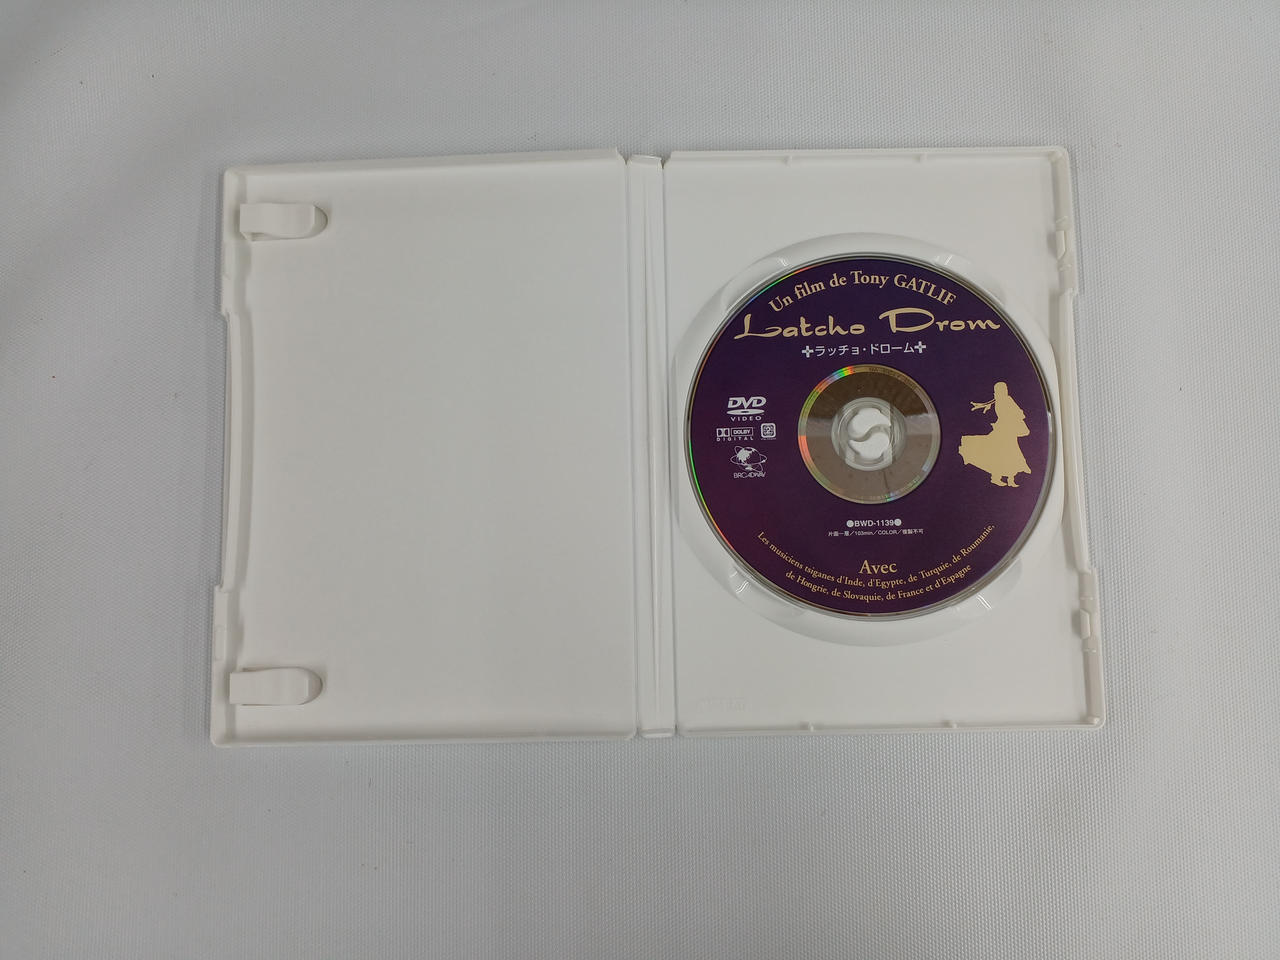 Un film de Tony GATLIF
Latcho Drom
ラッチョ・ドローム
DVD
VIDEO
DOLBY
DIGITAL
BROADWAY
●BWD-1139●
片面一層／103min／COLOR／複製不可
Avec
Les musiciens tsiganes d'Inde, d'Egypte, de Turquie, de Roumanie,
de Hongrie, de Slovaquie, de France et d'Espagne